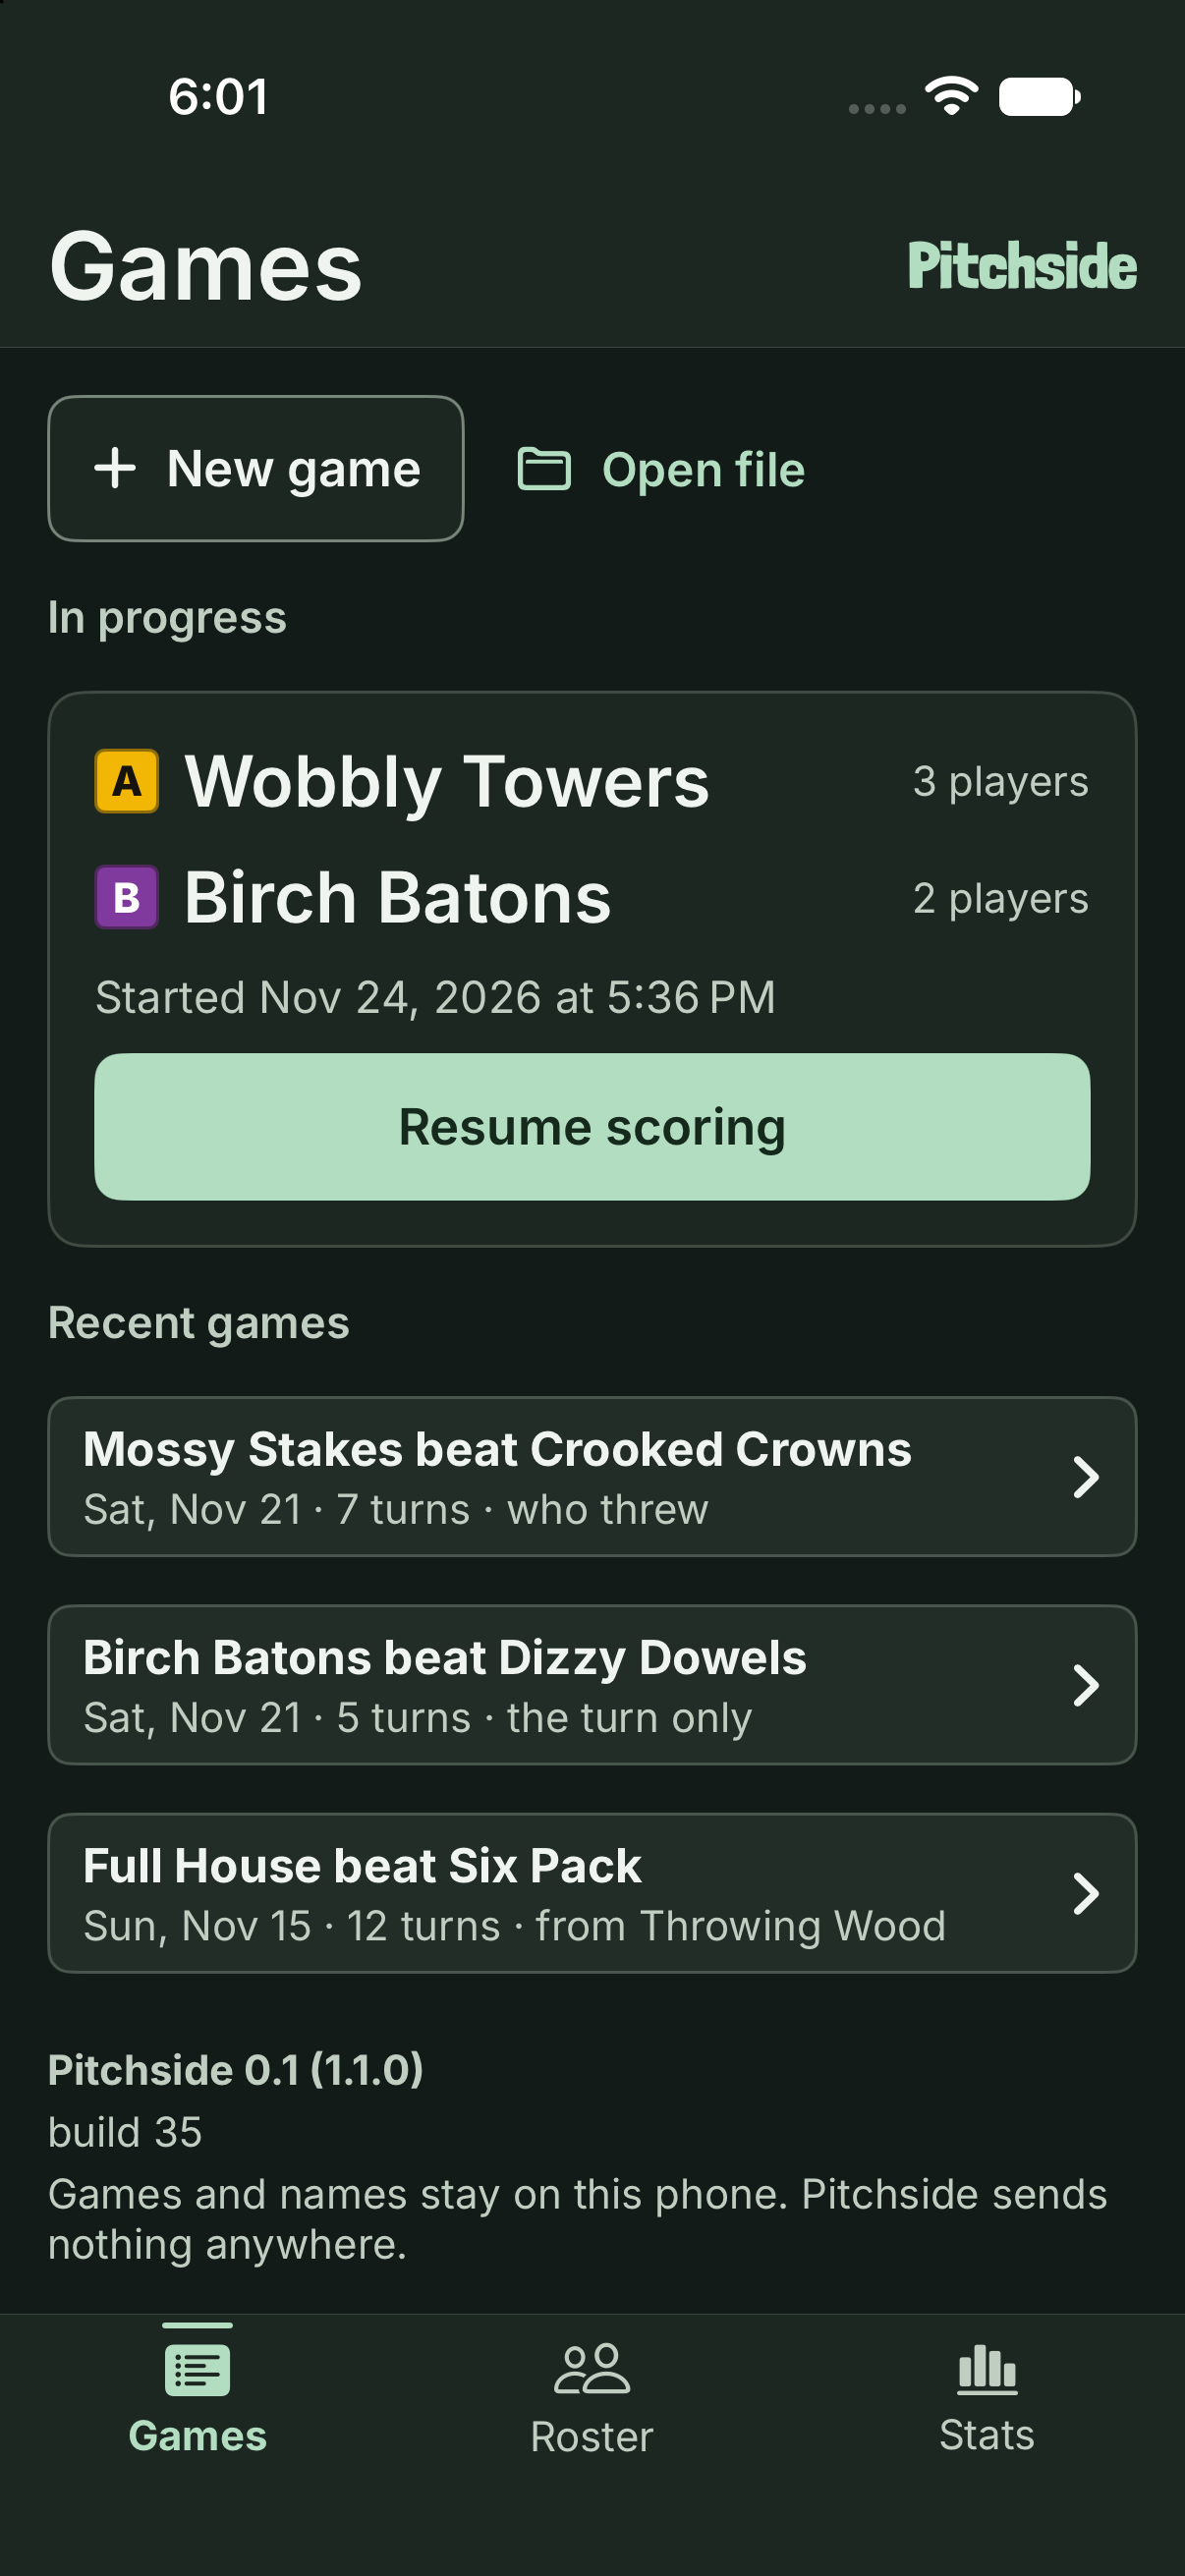 6:01
Games
Pitchside
New game
Open file
In progress
A Wobbly Towers 3 players
B Birch Batons 2 players
Started Nov 24, 2026 at 5:36 PM
Resume scoring
Recent games
Mossy Stakes beat Crooked Crowns
Sat, Nov 21 · 7 turns · who threw
Birch Batons beat Dizzy Dowels
Sat, Nov 21 · 5 turns · the turn only
Full House beat Six Pack
Sun, Nov 15 · 12 turns · from Throwing Wood
Pitchside 0.1 (1.1.0)
build 35
Games and names stay on this phone. Pitchside sends
nothing anywhere.
Games
Roster
Stats